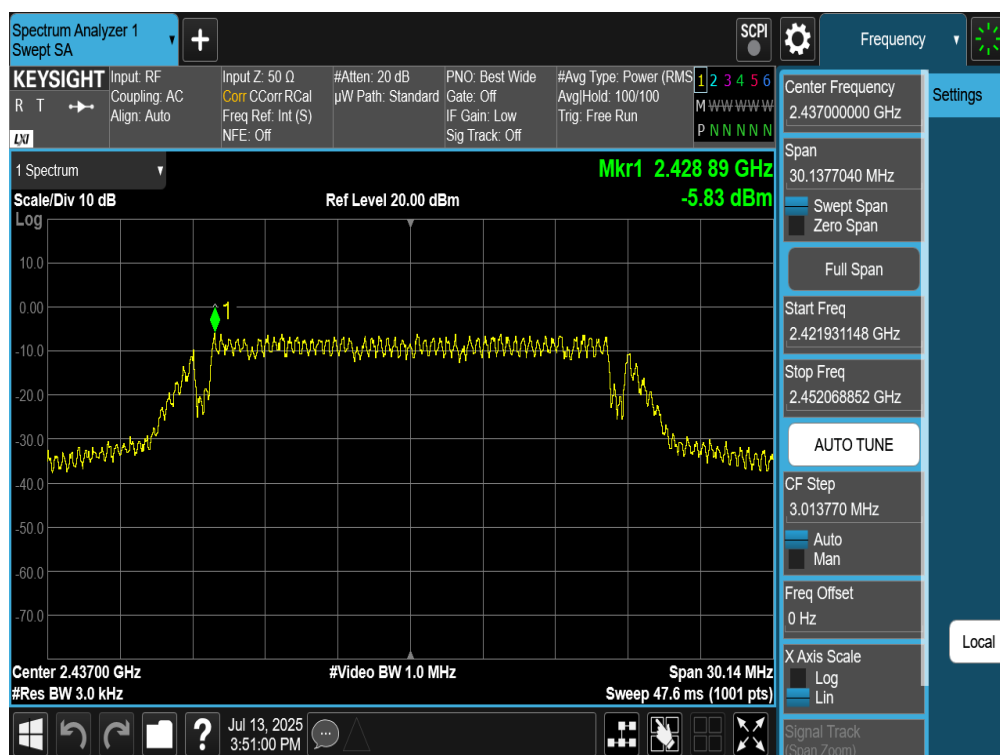 Spectrum Analyzer 1
Swept SA
+
SCPI
Frequency
KEYSIGHT
R T
LXI
Input: RF
Coupling: AC
Align: Auto
Input Z: 50 Ω
Corr CCorr RCal
Freq Ref: Int (S)
NFE: Off
#Atten: 20 dB
µW Path: Standard
PNO: Best Wide
Gate: Off
IF Gain: Low
Sig Track: Off
#Avg Type: Power (RMS
Avg|Hold: 100/100
Trig: Free Run
1 2 3 4 5 6
M W W W W W
P N N N N N
1 Spectrum
Mkr1 2.428 89 GHz
-5.83 dBm
Scale/Div 10 dB
Ref Level 20.00 dBm
Log
10.0
0.00
-10.0
-20.0
-30.0
-40.0
-50.0
-60.0
-70.0
1
Center 2.43700 GHz
#Video BW 1.0 MHz
Span 30.14 MHz
#Res BW 3.0 kHz
Sweep 47.6 ms (1001 pts)
Center Frequency
2.437000000 GHz
Settings
Span
30.1377040 MHz
Swept Span
Zero Span
Full Span
Start Freq
2.421931148 GHz
Stop Freq
2.452068852 GHz
AUTO TUNE
CF Step
3.013770 MHz
Auto
Man
Freq Offset
0 Hz
Local
X Axis Scale
Log
Lin
Signal Track
(Span Zoom)
?
Jul 13, 2025
3:51:00 PM